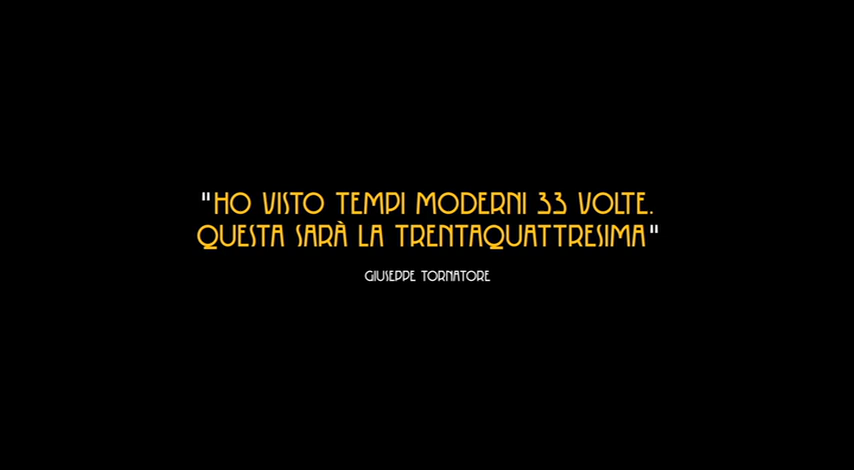 "HO VISTO TEMPI MODERNI 33 VOLTE.
QUESTA SARÀ LA TRENTAQUATTRESIMA"
GIUSEPPE TORNATORE